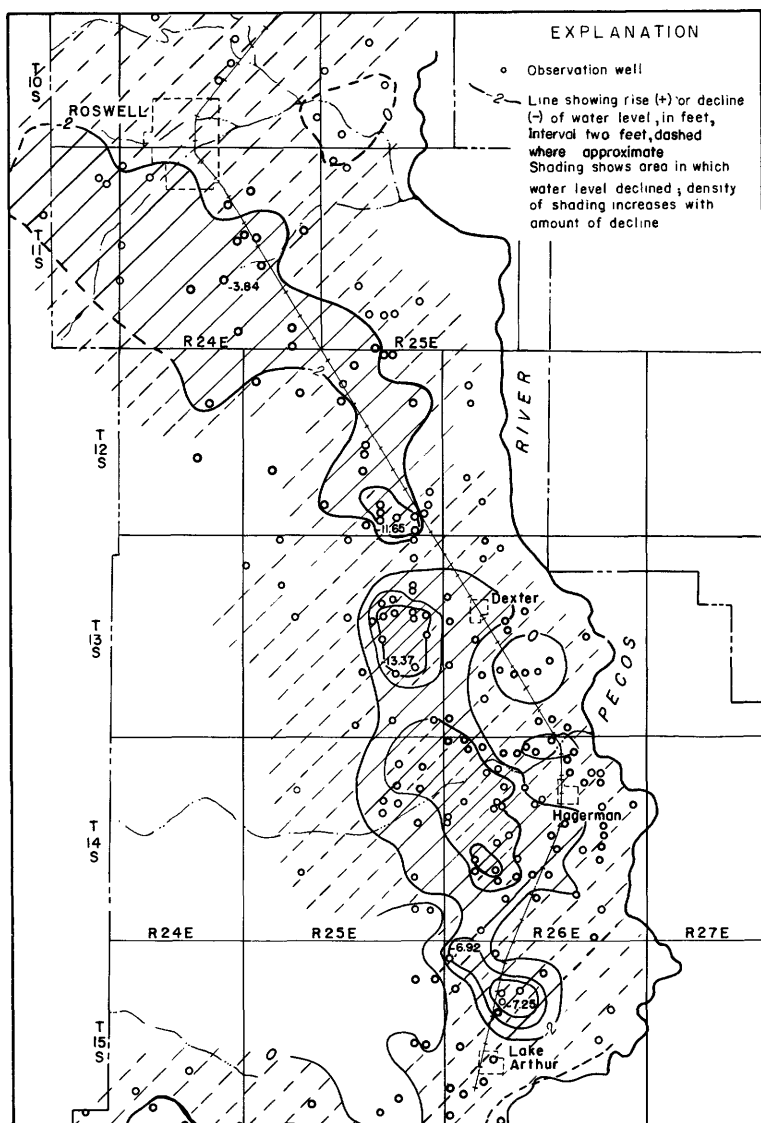 EXPLANATION
Observation well
-2
Line showing rise (+) or decline
(-) of water level, in feet,
Interval two feet, dashed
where approximate
Shading shows area in which
water level declined; density
of shading increases with
amount of decline
T
10
S
ROSWELL
2
0
T
11
S
-3.84
R24E
R25E
-2
RIVER
T
12
S
11.65
Dexter
T
13
S
0
13.37
PECOS
Hagerman
T
14
S
R24E
R25E
R26E
R27E
-6.92
-7.25
-2
T
15
S
0
Lake
Arthur